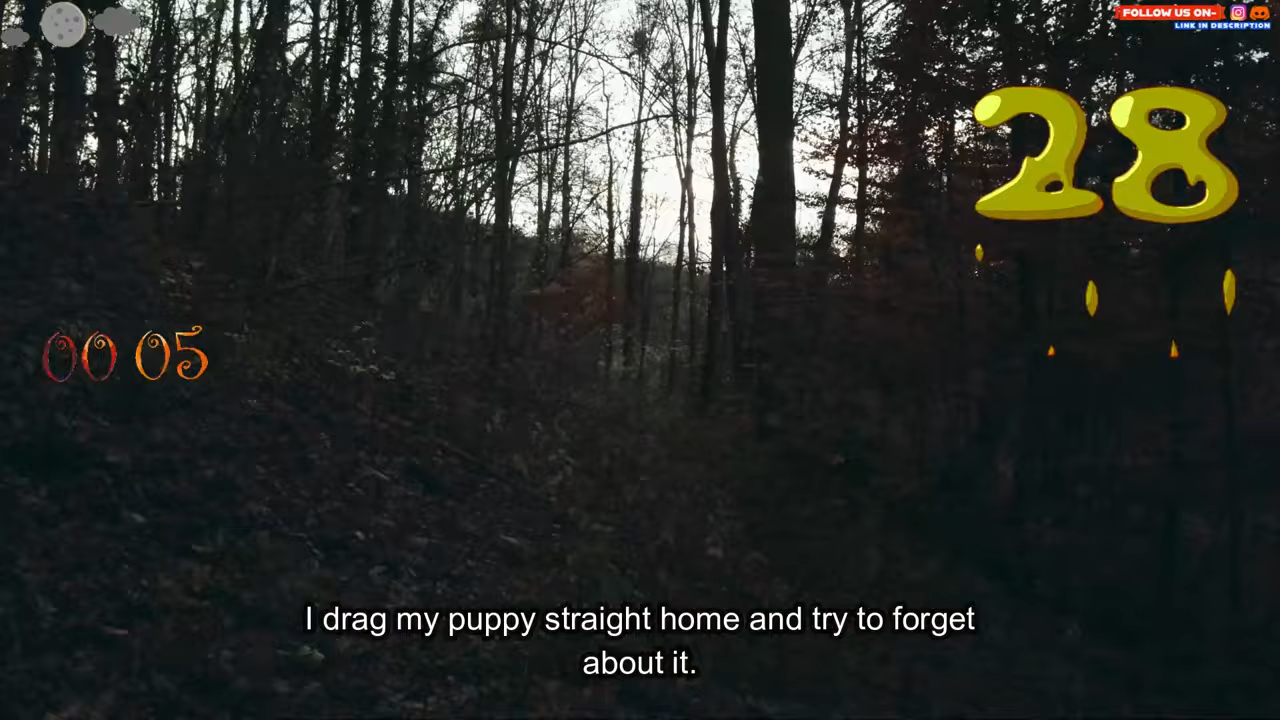 FOLLOW US ON-
LINK IN DESCRIPTION
28
00 05
I drag my puppy straight home and try to forget
about it.